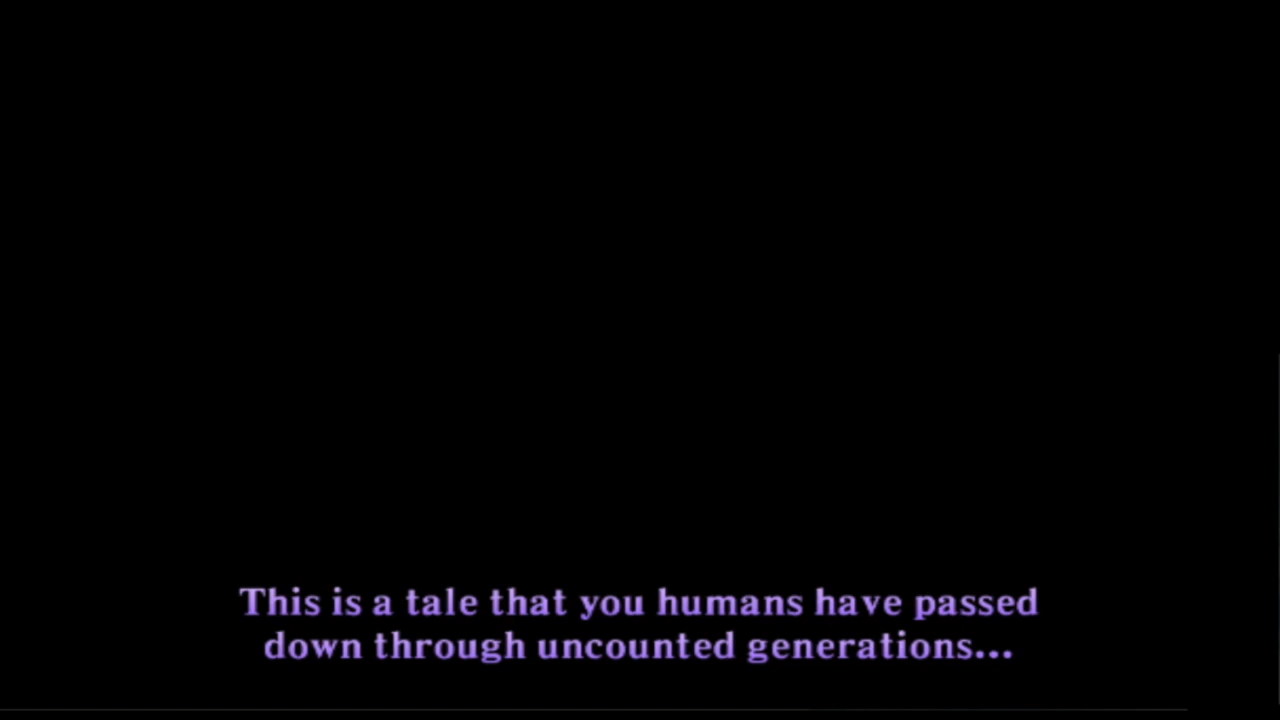 This is a tale that you humans have passed
down through uncounted generations...